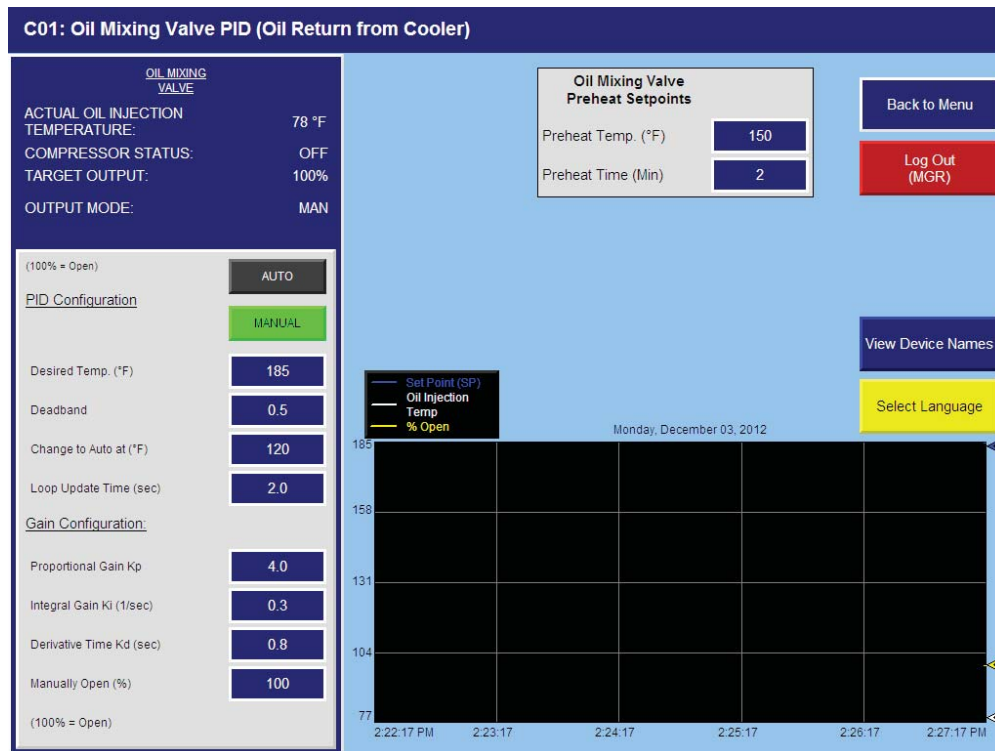 C01: Oil Mixing Valve PID (Oil Return from Cooler)
OIL MIXING
VALVE
ACTUAL OIL INJECTION
TEMPERATURE: 78 °F
COMPRESSOR STATUS: OFF
TARGET OUTPUT: 100%
OUTPUT MODE: MAN
(100% = Open)
AUTO
PID Configuration
MANUAL
Desired Temp. (°F) 185
Deadband 0.5
Change to Auto at (°F) 120
Loop Update Time (sec) 2.0
Gain Configuration:
Proportional Gain Kp 4.0
Integral Gain Ki (1/sec) 0.3
Derivative Time Kd (sec) 0.8
Manually Open (%) 100
(100% = Open)
Oil Mixing Valve
Preheat Setpoints
Preheat Temp. (°F) 150
Preheat Time (Min) 2
Back to Menu
Log Out
(MGR)
View Device Names
Select Language
Set Point (SP)
Oil Injection
Temp
% Open
Monday, December 03, 2012
185
158
131
104
77
2:22:17 PM 2:23:17 2:24:17 2:25:17 2:26:17 2:27:17 PM